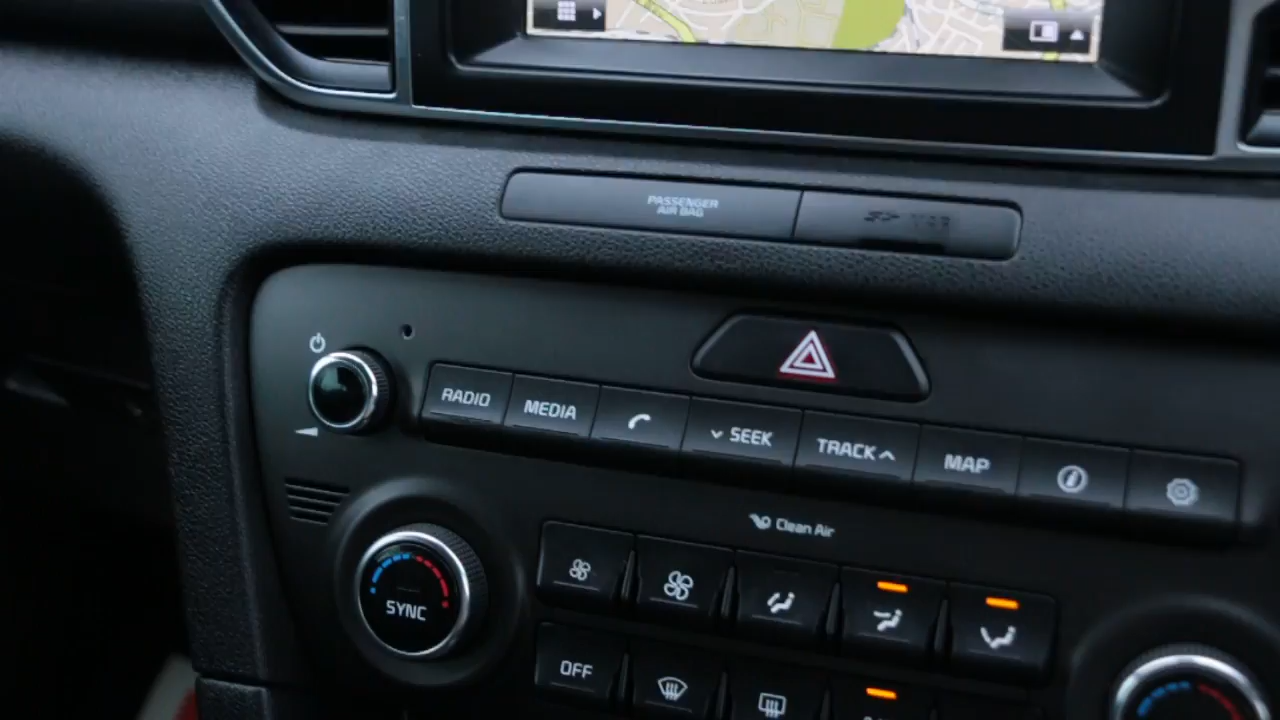 PASSENGER
AIR BAG
RADIO
MEDIA
SEEK
TRACK
MAP
Clean Air
SYNC
OFF